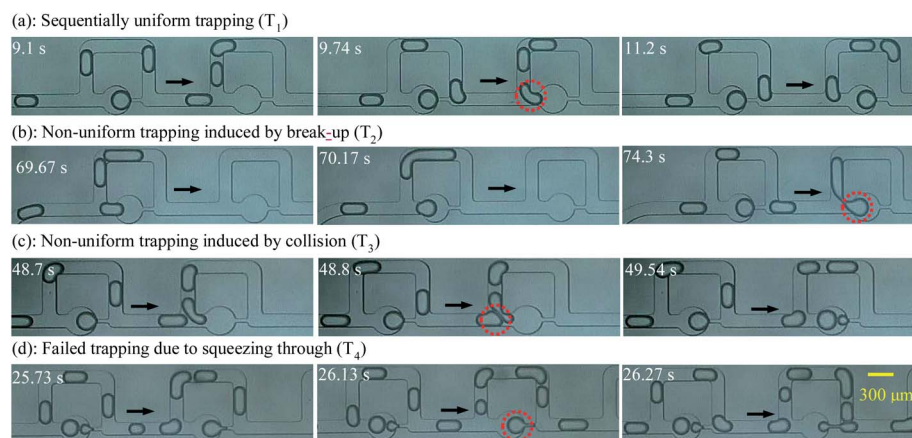 (a): Sequentially uniform trapping (T₁)
9.1 s
9.74 s
11.2 s
(b): Non-uniform trapping induced by break-up (T₂)
69.67 s
70.17 s
74.3 s
(c): Non-uniform trapping induced by collision (T₃)
48.7 s
48.8 s
49.54 s
(d): Failed trapping due to squeezing through (T₄)
25.73 s
26.13 s
26.27 s
300 μm